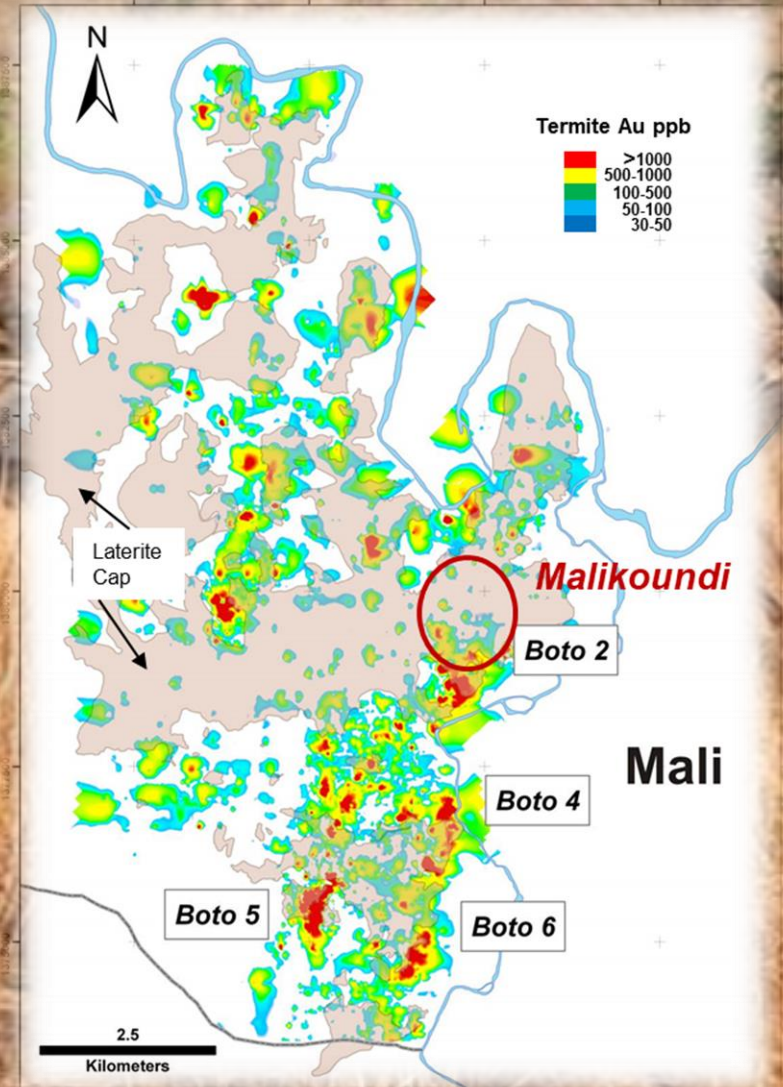 N
Termite Au ppb
>1000
500-1000
100-500
50-100
30-50
Laterite
Cap
Malikoundi
Boto 2
Mali
Boto 4
Boto 5
Boto 6
2.5
Kilometers